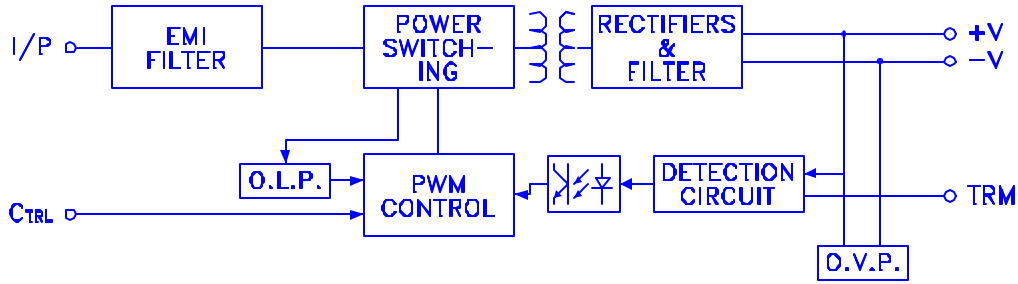 I/P
EMI
FILTER
POWER
SWITCH-
ING
RECTIFIERS
&
FILTER
+V
-V
O.L.P.
PWM
CONTROL
DETECTION
CIRCUIT
CTRL
TRM
O.V.P.